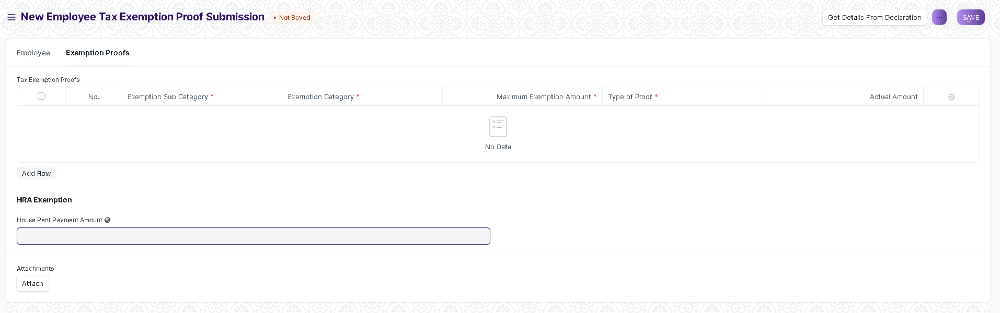 New Employee Tax Exemption Proof Submission
• Not Saved
Get Details From Declaration
...
SAVE
Employee
Exemption Proofs
Tax Exemption Proofs
No.
Exemption Sub Category *
Exemption Category *
Maximum Exemption Amount *
Type of Proof *
Actual Amount
No Data
Add Row
HRA Exemption
House Rent Payment Amount
Attachments
Attach